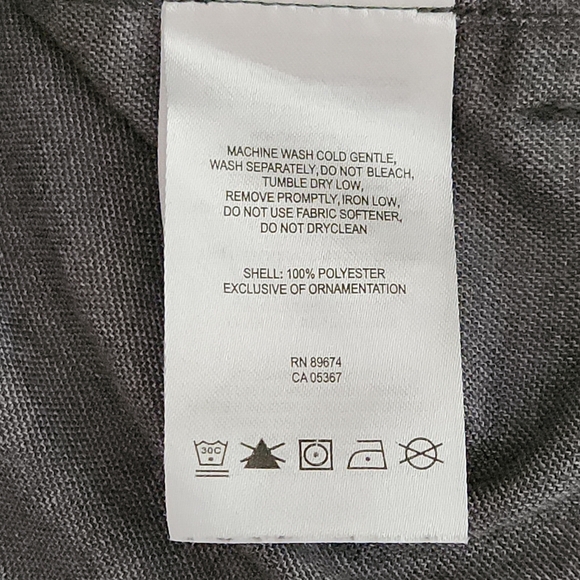 MACHINE WASH COLD GENTLE,
WASH SEPARATELY, DO NOT BLEACH,
TUMBLE DRY LOW,
REMOVE PROMPTLY, IRON LOW,
DO NOT USE FABRIC SOFTENER,
DO NOT DRYCLEAN
SHELL: 100% POLYESTER
EXCLUSIVE OF ORNAMENTATION
RN 89674
CA 05367
30C